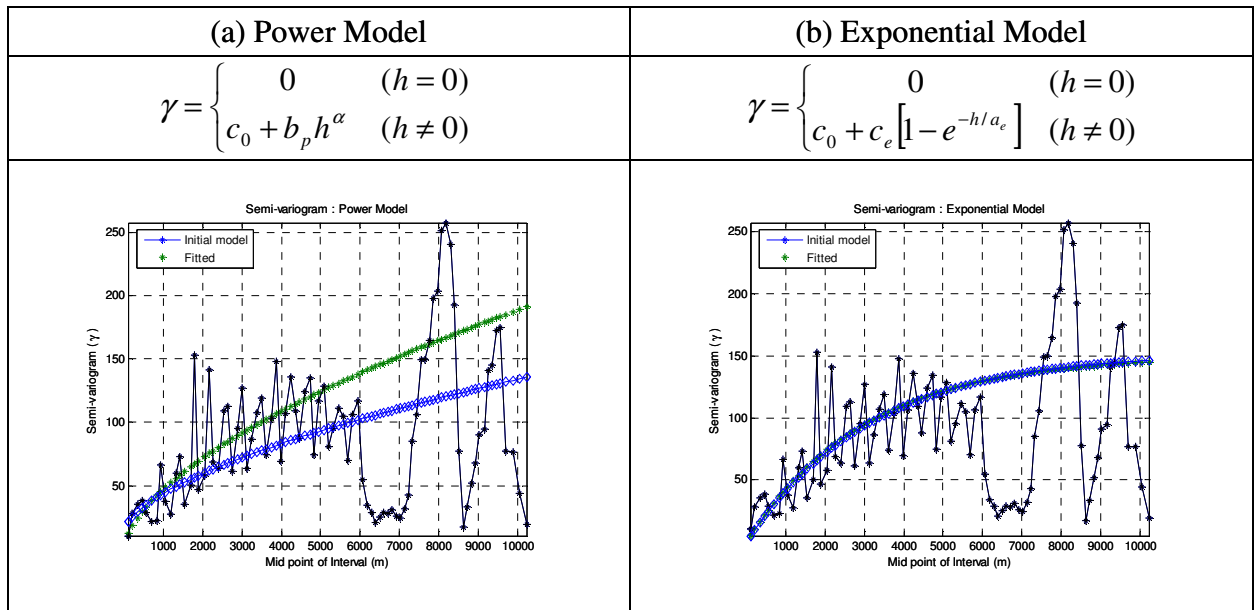 (a) Power Model
(b) Exponential Model
γ = { 0 (h = 0)
c₀ + bₚh^α (h ≠ 0)
γ = { 0 (h = 0)
c₀ + cₑ[1 − e^(−h/aₑ)] (h ≠ 0)
Semi-variogram : Power Model
Initial model
Fitted
250
200
150
100
50
Semi-variogram (γ)
1000 2000 3000 4000 5000 6000 7000 8000 9000 10000
Mid point of Interval (m)
Semi-variogram : Exponential Model
Initial model
Fitted
250
200
150
100
50
Semi-variogram (γ)
1000 2000 3000 4000 5000 6000 7000 8000 9000 10000
Mid point of Interval (m)